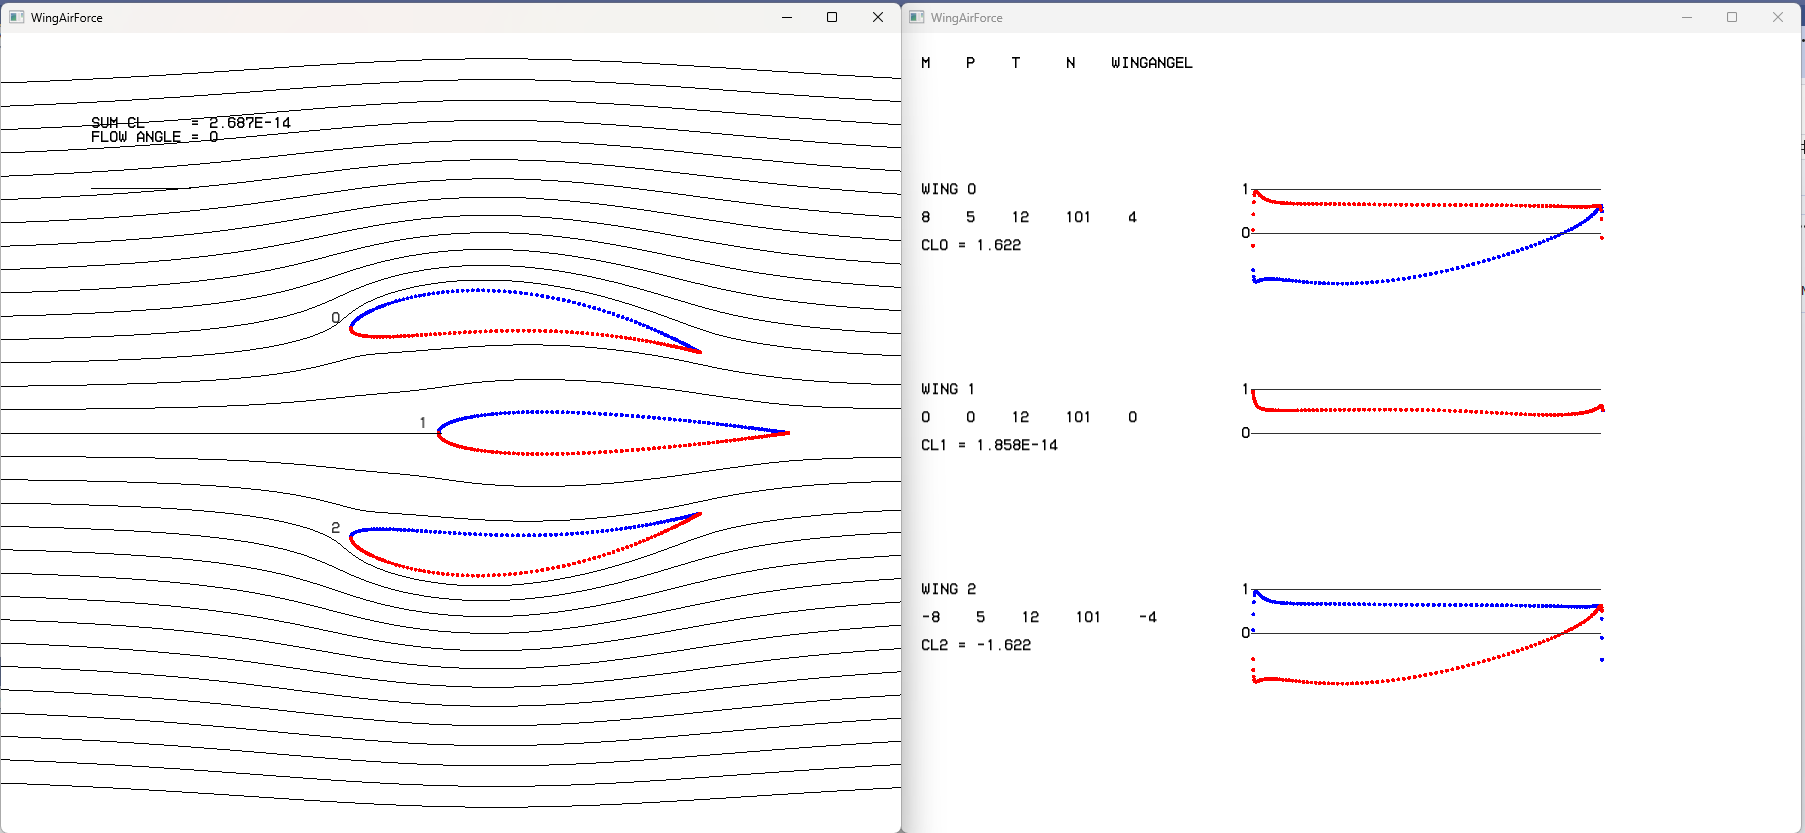 WingAirForce
SUM CL = 2.687E-14
FLOW ANGLE = 0
0
1
2
WingAirForce
M P T N WINGANGEL
WING 0
8 5 12 101 4
CL0 = 1.622
1
0
WING 1
0 0 12 101 0
CL1 = 1.858E-14
1
0
WING 2
-8 5 12 101 -4
CL2 = -1.622
1
0